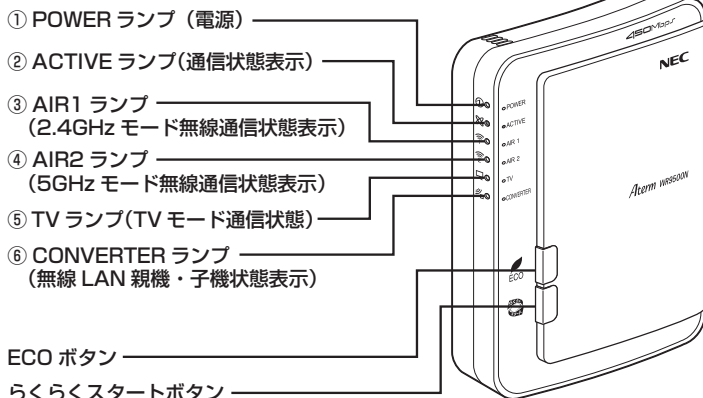 ① POWER ランプ（電源）
② ACTIVE ランプ(通信状態表示)
③ AIR1 ランプ
(2.4GHz モード無線通信状態表示)
④ AIR2 ランプ
(5GHz モード無線通信状態表示)
⑤ TV ランプ(TV モード通信状態)
⑥ CONVERTER ランプ
(無線 LAN 親機・子機状態表示)
ECO ボタン
らくらくスタートボタン
450Mbps
NEC
POWER
ACTIVE
AIR 1
AIR 2
TV
CONVERTER
Aterm WR9500N
ECO